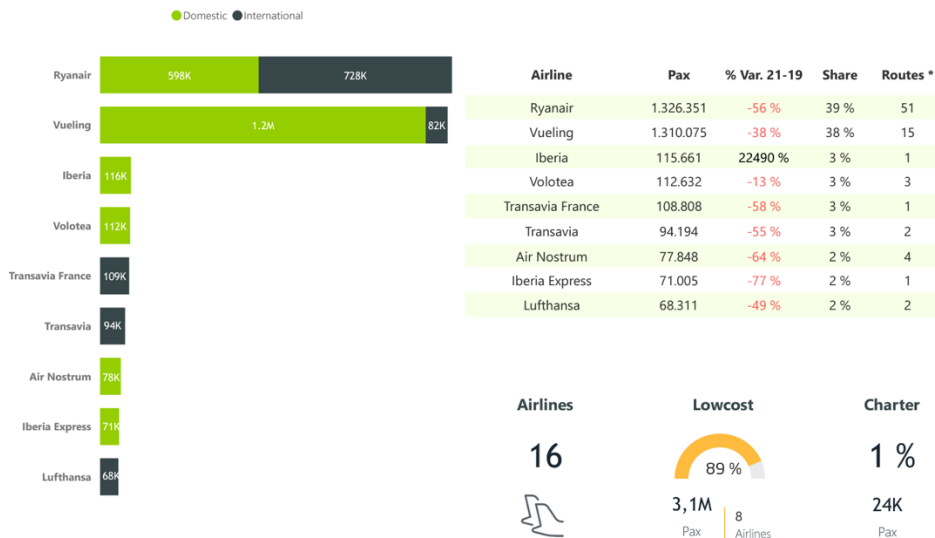 Domestic International
Ryanair 598K 728K
Vueling 1.2M 82K
Iberia 116K
Volotea 112K
Transavia France 109K
Transavia 94K
Air Nostrum 78K
Iberia Express 71K
Lufthansa 68K
Airline Pax % Var. 21-19 Share Routes *
Ryanair 1.326.351 -56 % 39 % 51
Vueling 1.310.075 -38 % 38 % 15
Iberia 115.661 22490 % 3 % 1
Volotea 112.632 -13 % 3 % 3
Transavia France 108.808 -58 % 3 % 1
Transavia 94.194 -55 % 3 % 2
Air Nostrum 77.848 -64 % 2 % 4
Iberia Express 71.005 -77 % 2 % 1
Lufthansa 68.311 -49 % 2 % 2
Airlines
16
Lowcost
89 %
3,1M
Pax
8
Airlines
Charter
1 %
24K
Pax